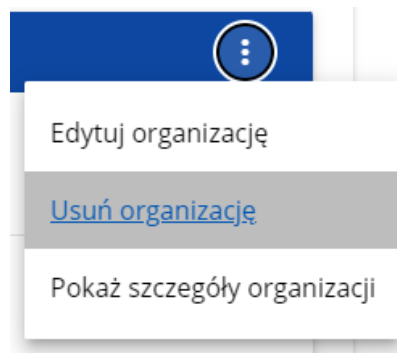 Edytuj organizację
Usuń organizację
Pokaż szczegóły organizacji